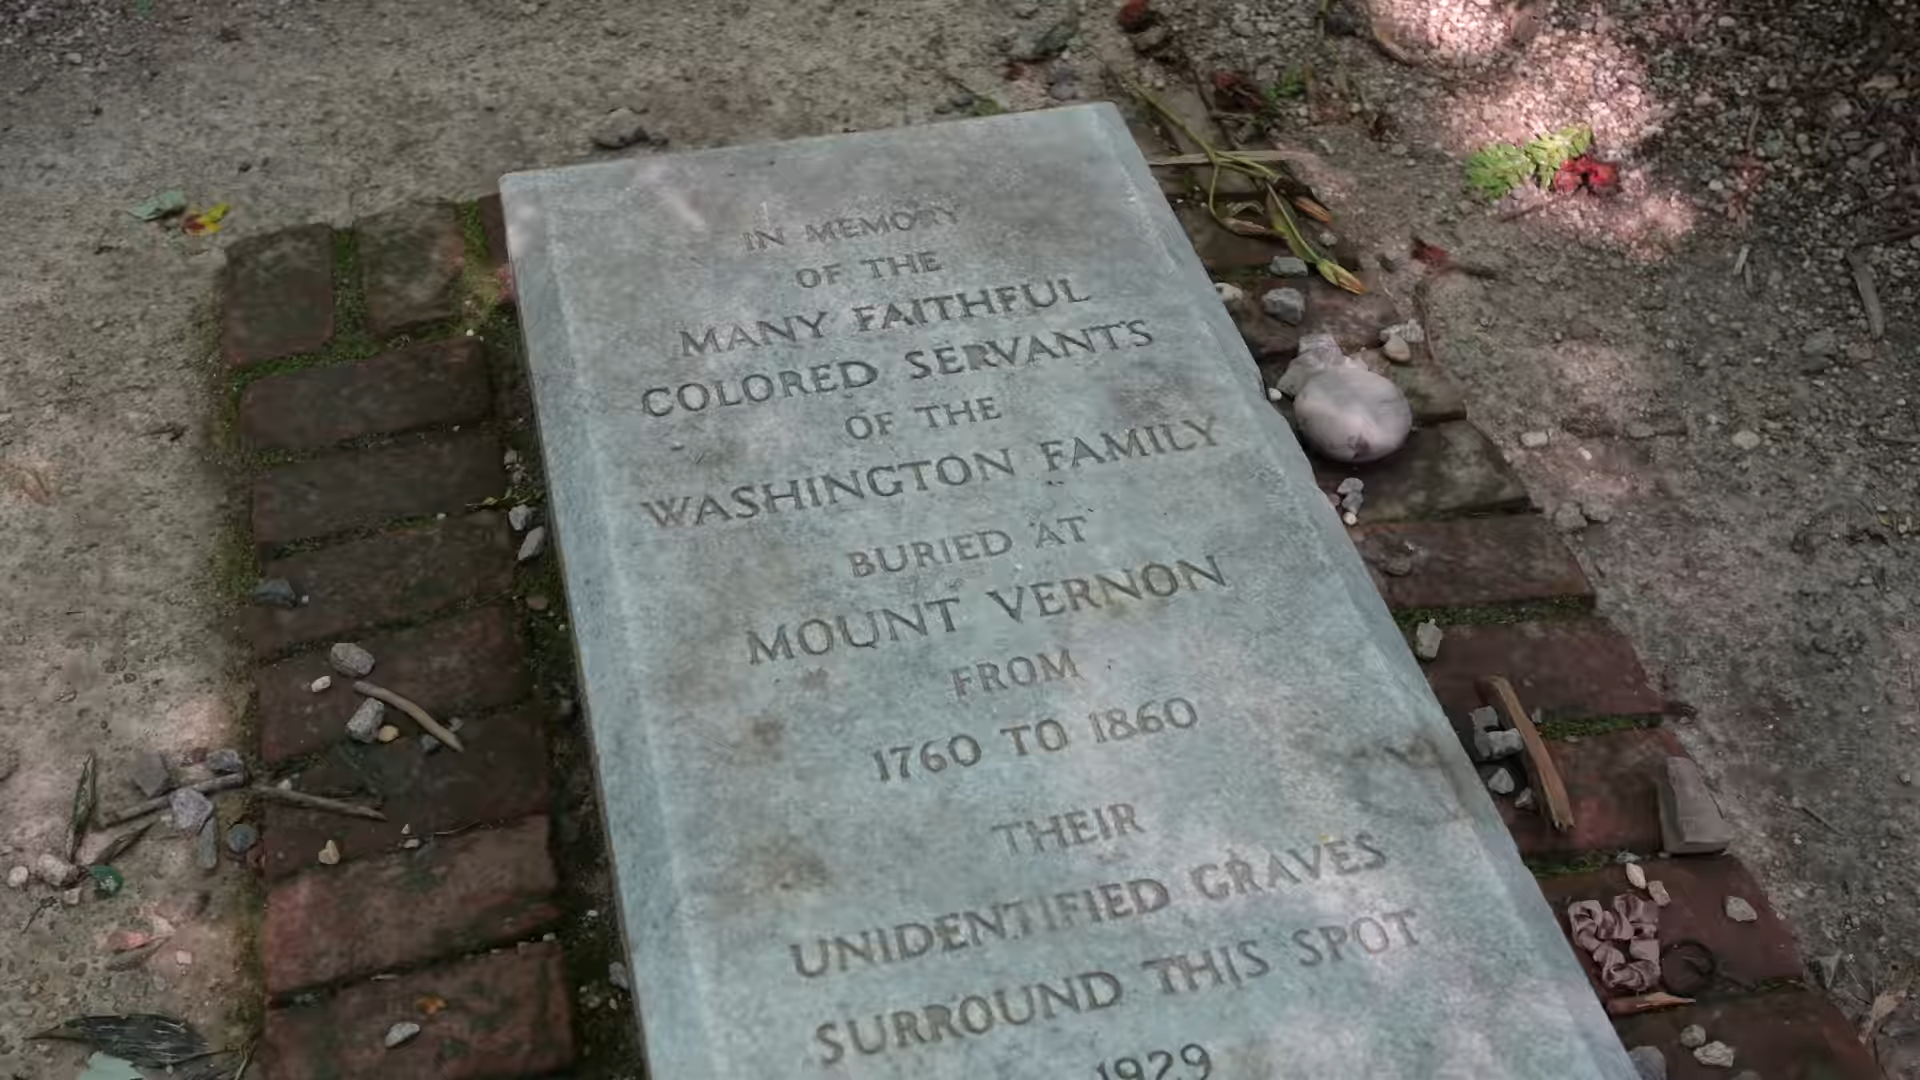 IN MEMORY
OF THE
MANY FAITHFUL
COLORED SERVANTS
OF THE
WASHINGTON FAMILY
BURIED AT
MOUNT VERNON
FROM
1760 TO 1860
THEIR
UNIDENTIFIED GRAVES
SURROUND THIS SPOT
1929